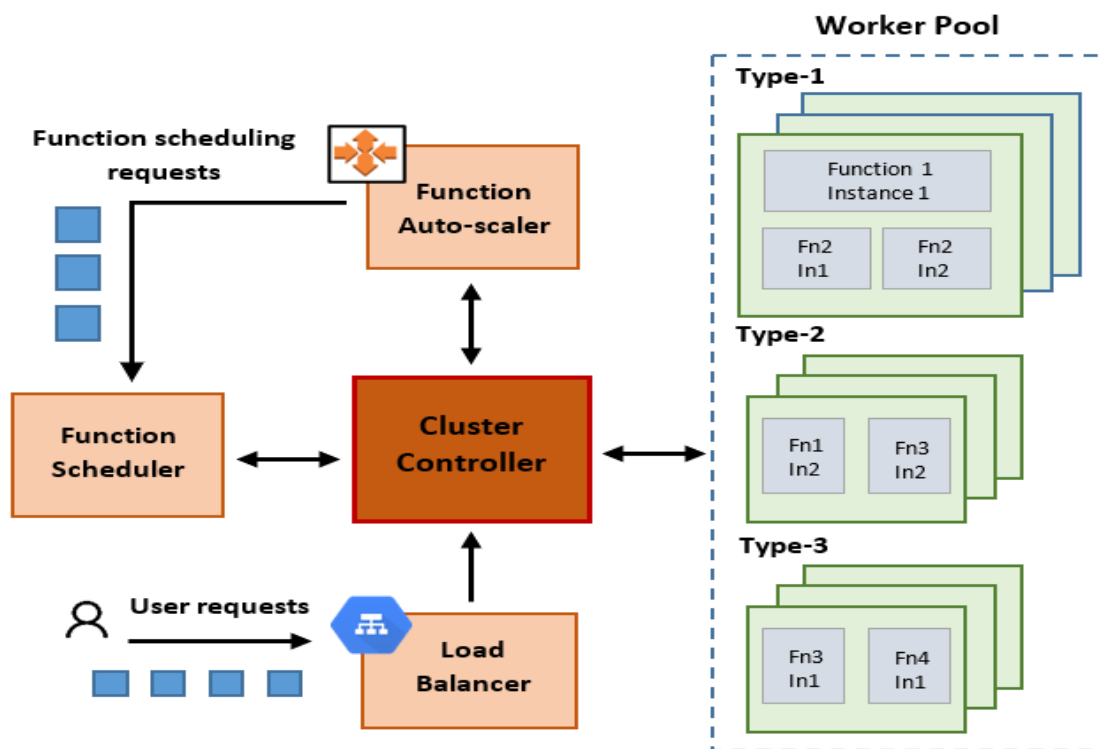 Worker Pool
Type-1
Function scheduling
requests
Function
Auto-scaler
Function 1
Instance 1
Fn2
In1
Fn2
In2
Type-2
Function
Scheduler
Cluster
Controller
Fn1
In2
Fn3
In2
Type-3
User requests
Load
Balancer
Fn3
In1
Fn4
In1